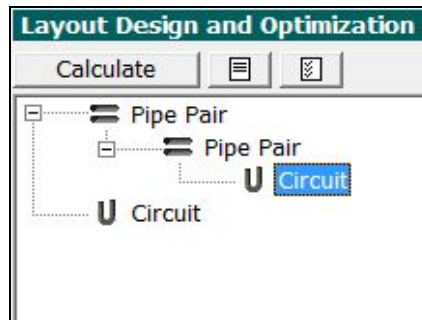 Layout Design and Optimization
Calculate
Pipe Pair
Pipe Pair
Circuit
Circuit